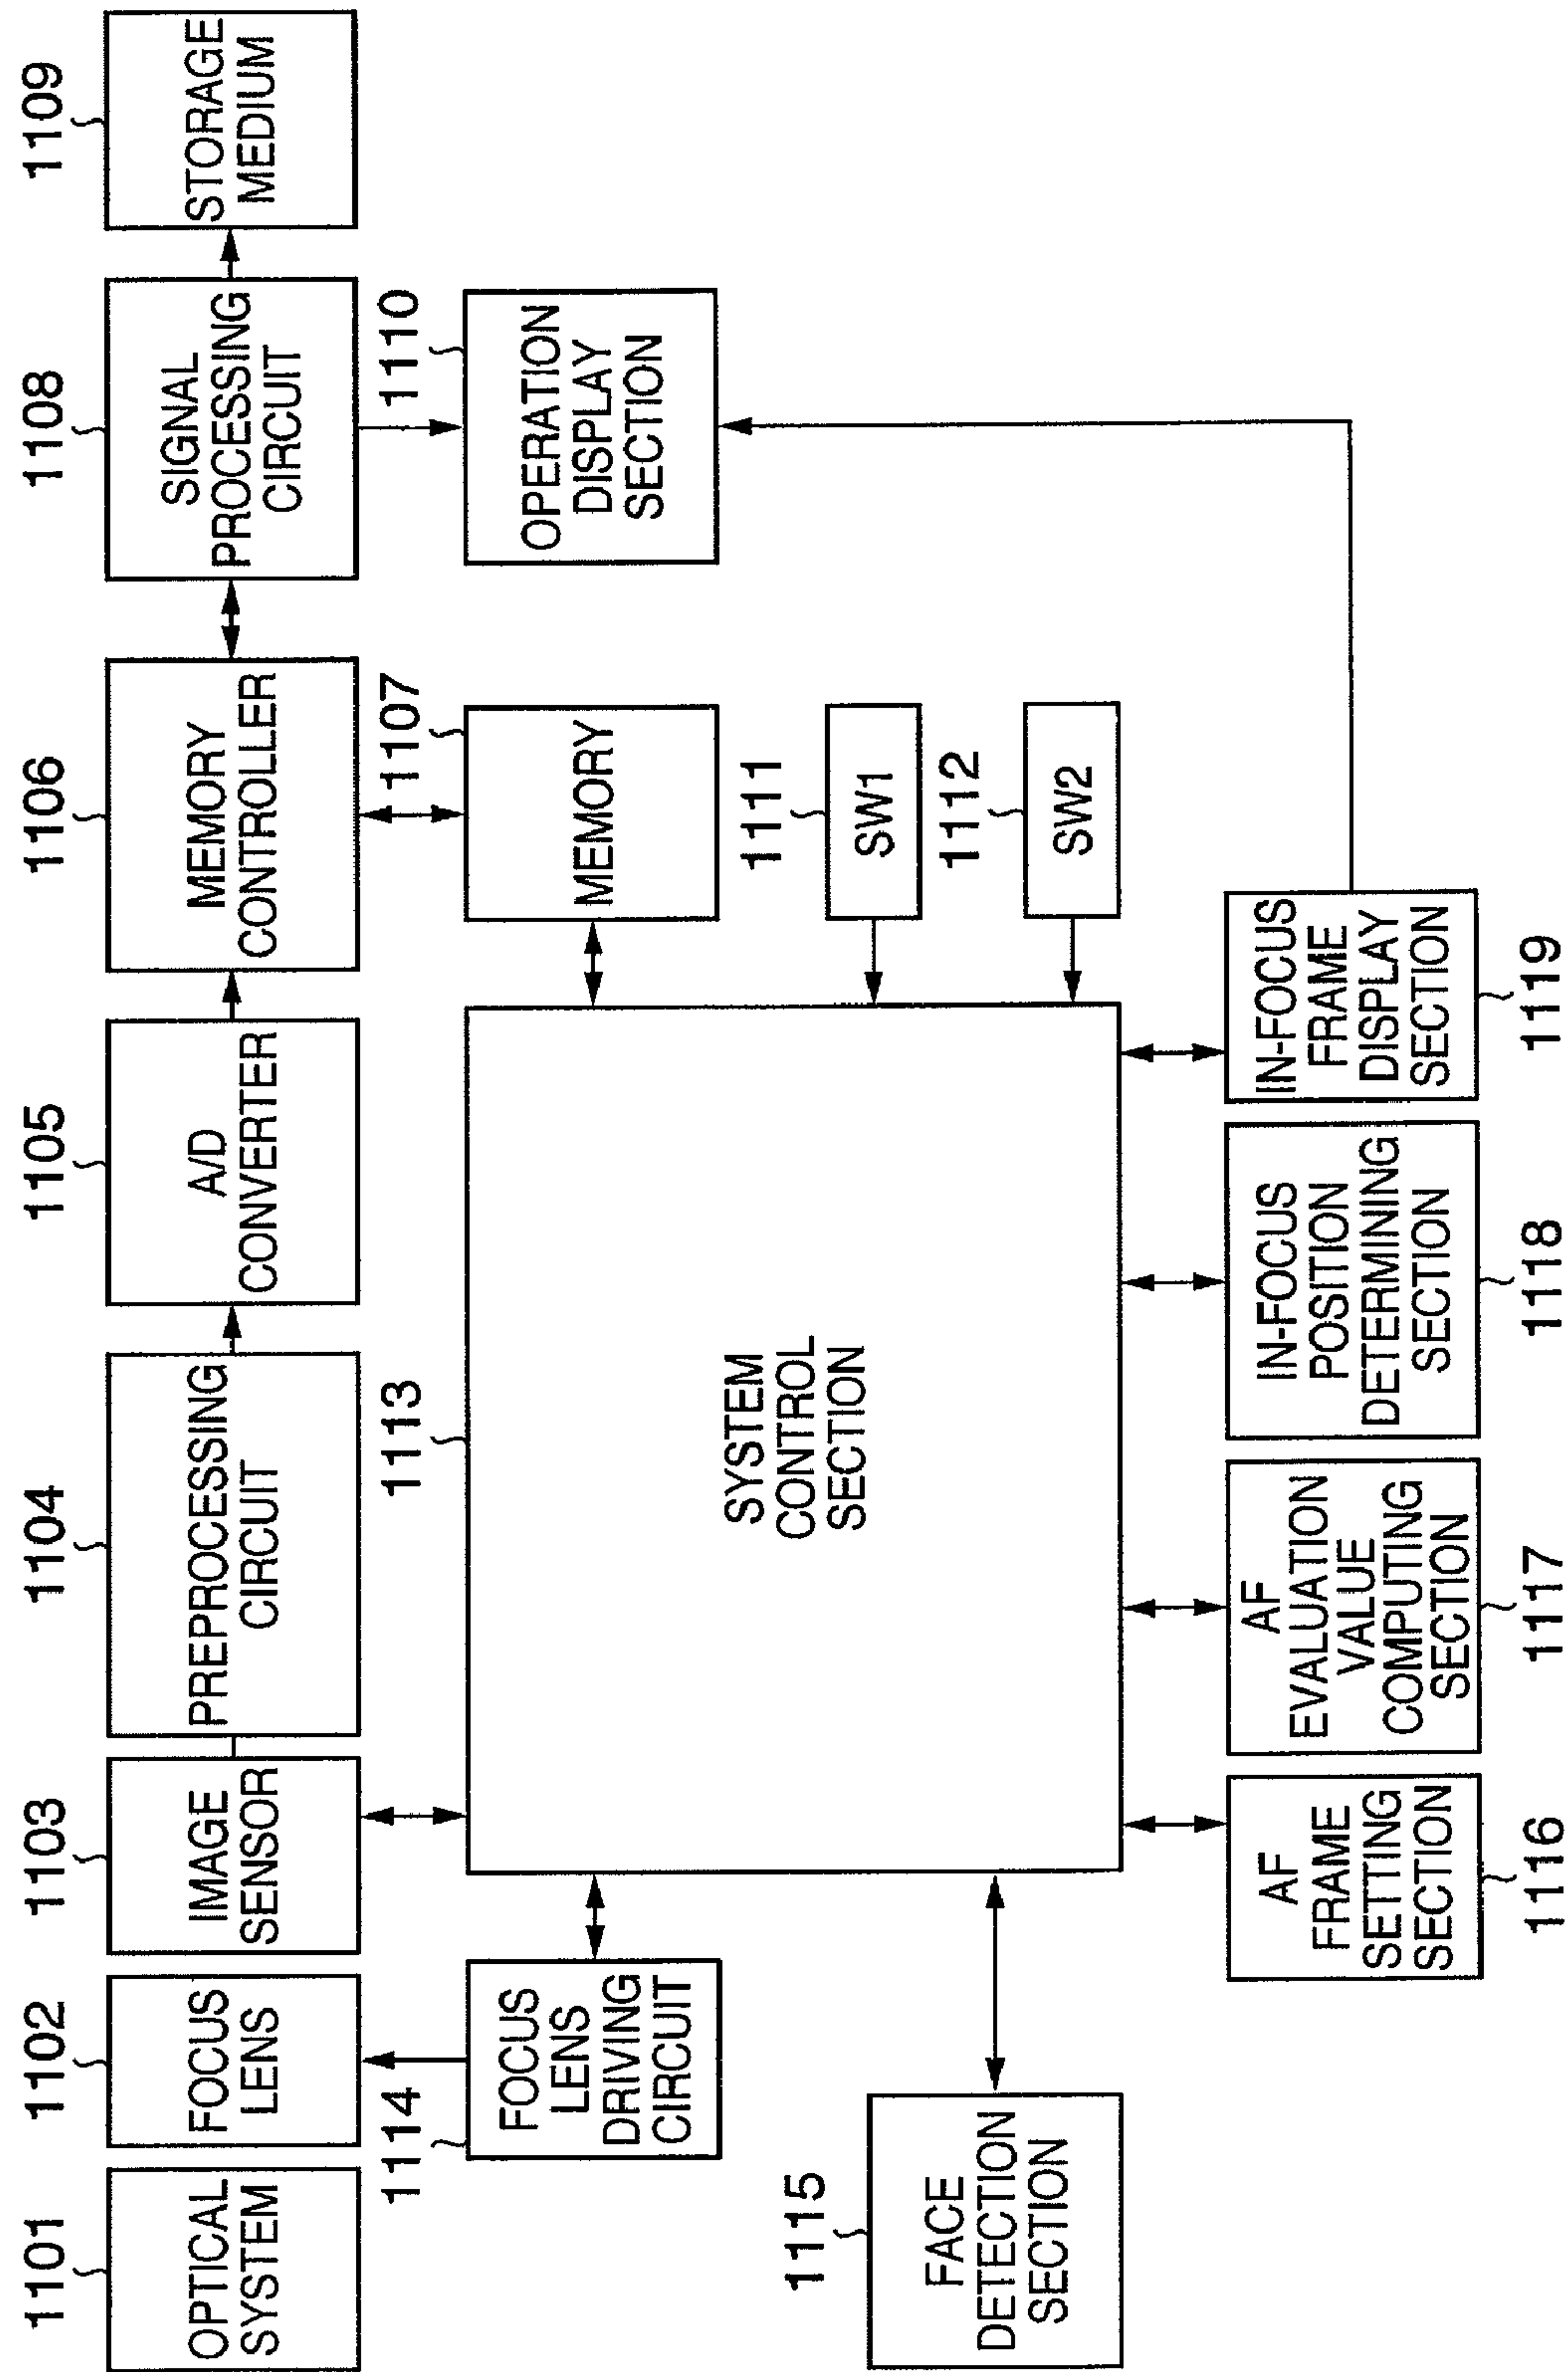 1101
OPTICAL
SYSTEM
1102
FOCUS
LENS
1103
IMAGE
SENSOR
1104
PREPROCESSING
CIRCUIT
1105
A/D
CONVERTER
1106
MEMORY
CONTROLLER
1108
SIGNAL
PROCESSING
CIRCUIT
1109
STORAGE
MEDIUM
1114
FOCUS
LENS
DRIVING
CIRCUIT
1113
SYSTEM
CONTROL
SECTION
1107
MEMORY
1110
OPERATION
DISPLAY
SECTION
1111
SW1
1112
SW2
1115
FACE
DETECTION
SECTION
AF
FRAME
SETTING
SECTION
1116
AF
EVALUATION
VALUE
COMPUTING
SECTION
1117
IN-FOCUS
POSITION
DETERMINING
SECTION
1118
IN-FOCUS
FRAME
DISPLAY
SECTION
1119